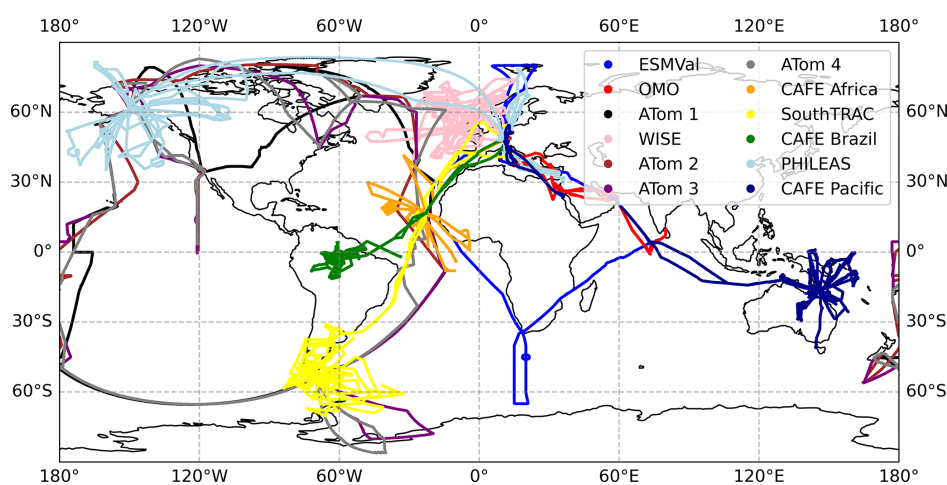 180° 120°W 60°W 0° 60°E 120°E 180°
ESMVal ATom 4
OMO CAFE Africa
60°N ATom 1 SouthTRAC 60°N
WISE CAFE Brazil
ATom 2 PHILEAS
30°N ATom 3 CAFE Pacific 30°N
0° 0°
30°S 30°S
60°S 60°S
180° 120°W 60°W 0° 60°E 120°E 180°